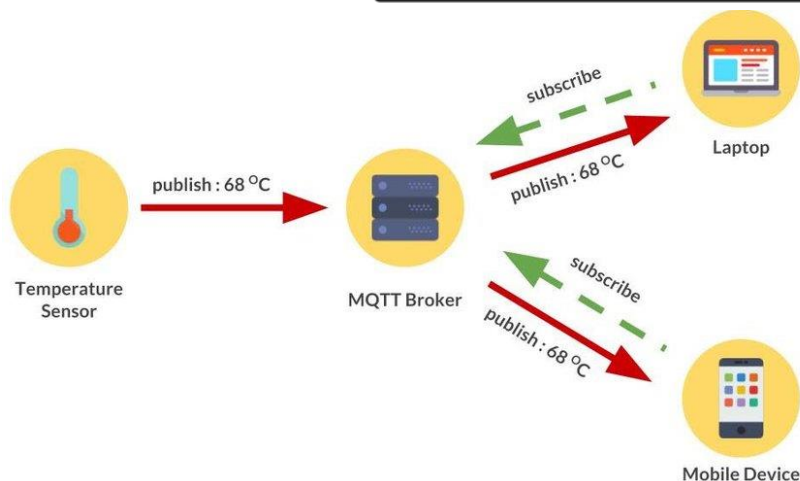 subscribe
publish : 68 °C
Laptop
publish : 68 °C
Temperature
Sensor
MQTT Broker
subscribe
publish : 68 °C
Mobile Device